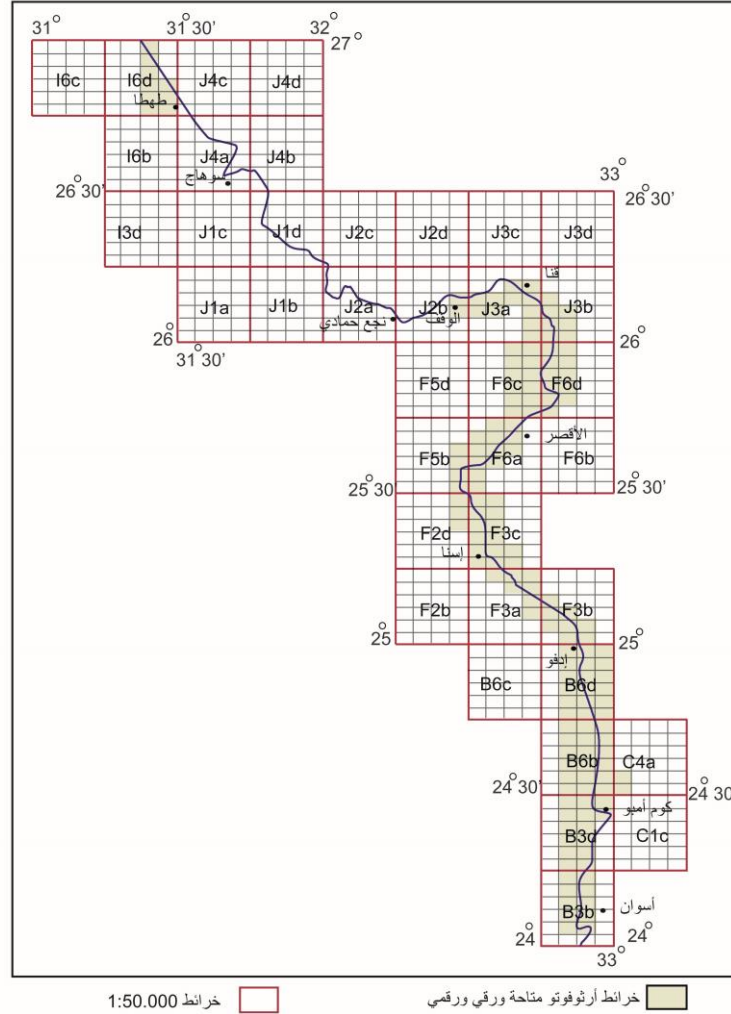 31°
31° 30'
32°
27°
I6c
I6d
J4c
J4d
طهطا
I6b
J4a
J4b
سوهاج
33°
26° 30'
26° 30'
I3d
J1c
J1d
J2c
J2d
J3c
J3d
قنا
J1a
J1b
J2a
J2b
J3a
J3b
نجع حمادي
الوقف
26°
31° 30'
26°
F5d
F6c
F6d
الأقصر
F5b
F6a
F6b
25° 30'
25° 30'
F2d
F3c
إسنا
F2b
F3a
F3b
25°
25°
إدفو
B6c
B6d
B6b
C4a
24° 30'
24° 30'
كوم أمبو
B3d
C1c
أسوان
B3b
24°
24°
33°
خرائط أرثوفوتو متاحة ورقي ورقمي
خرائط 1:50.000